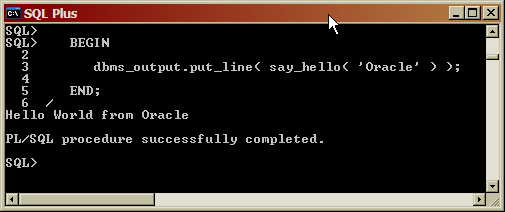 SQL Plus
SQL>
SQL>    BEGIN
  2
  3        dbms_output.put_line( say_hello( 'Oracle' ) );
  4
  5     END;
  6  /
Hello World from Oracle
PL/SQL procedure successfully completed.
SQL>